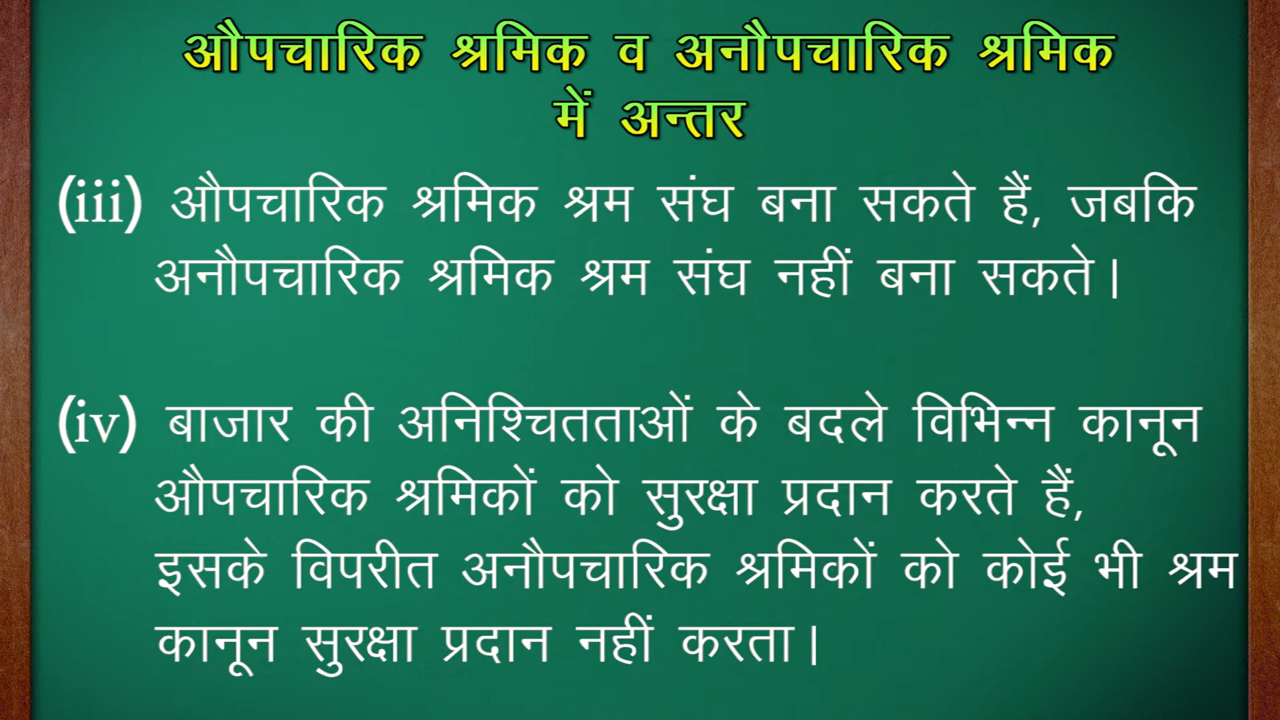 औपचारिक श्रमिक व अनौपचारिक श्रमिक
में अन्तर
(iii) औपचारिक श्रमिक श्रम संघ बना सकते हैं, जबकि
अनौपचारिक श्रमिक श्रम संघ नहीं बना सकते।
(iv) बाजार की अनिश्चितताओं के बदले विभिन्न कानून
औपचारिक श्रमिकों को सुरक्षा प्रदान करते हैं,
इसके विपरीत अनौपचारिक श्रमिकों को कोई भी श्रम
कानून सुरक्षा प्रदान नहीं करता।